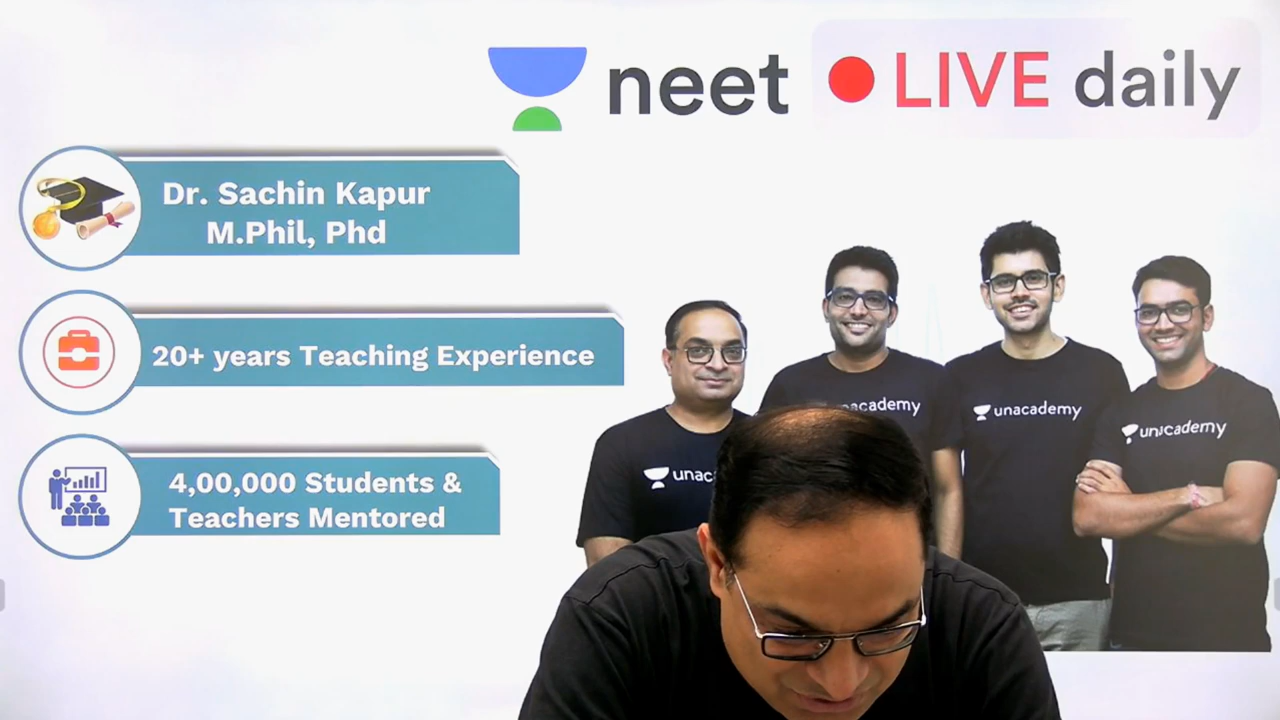 neet
LIVE daily
Dr. Sachin Kapur
M.Phil, Phd
20+ years Teaching Experience
4,00,000 Students &
Teachers Mentored
unacademy
unacademy